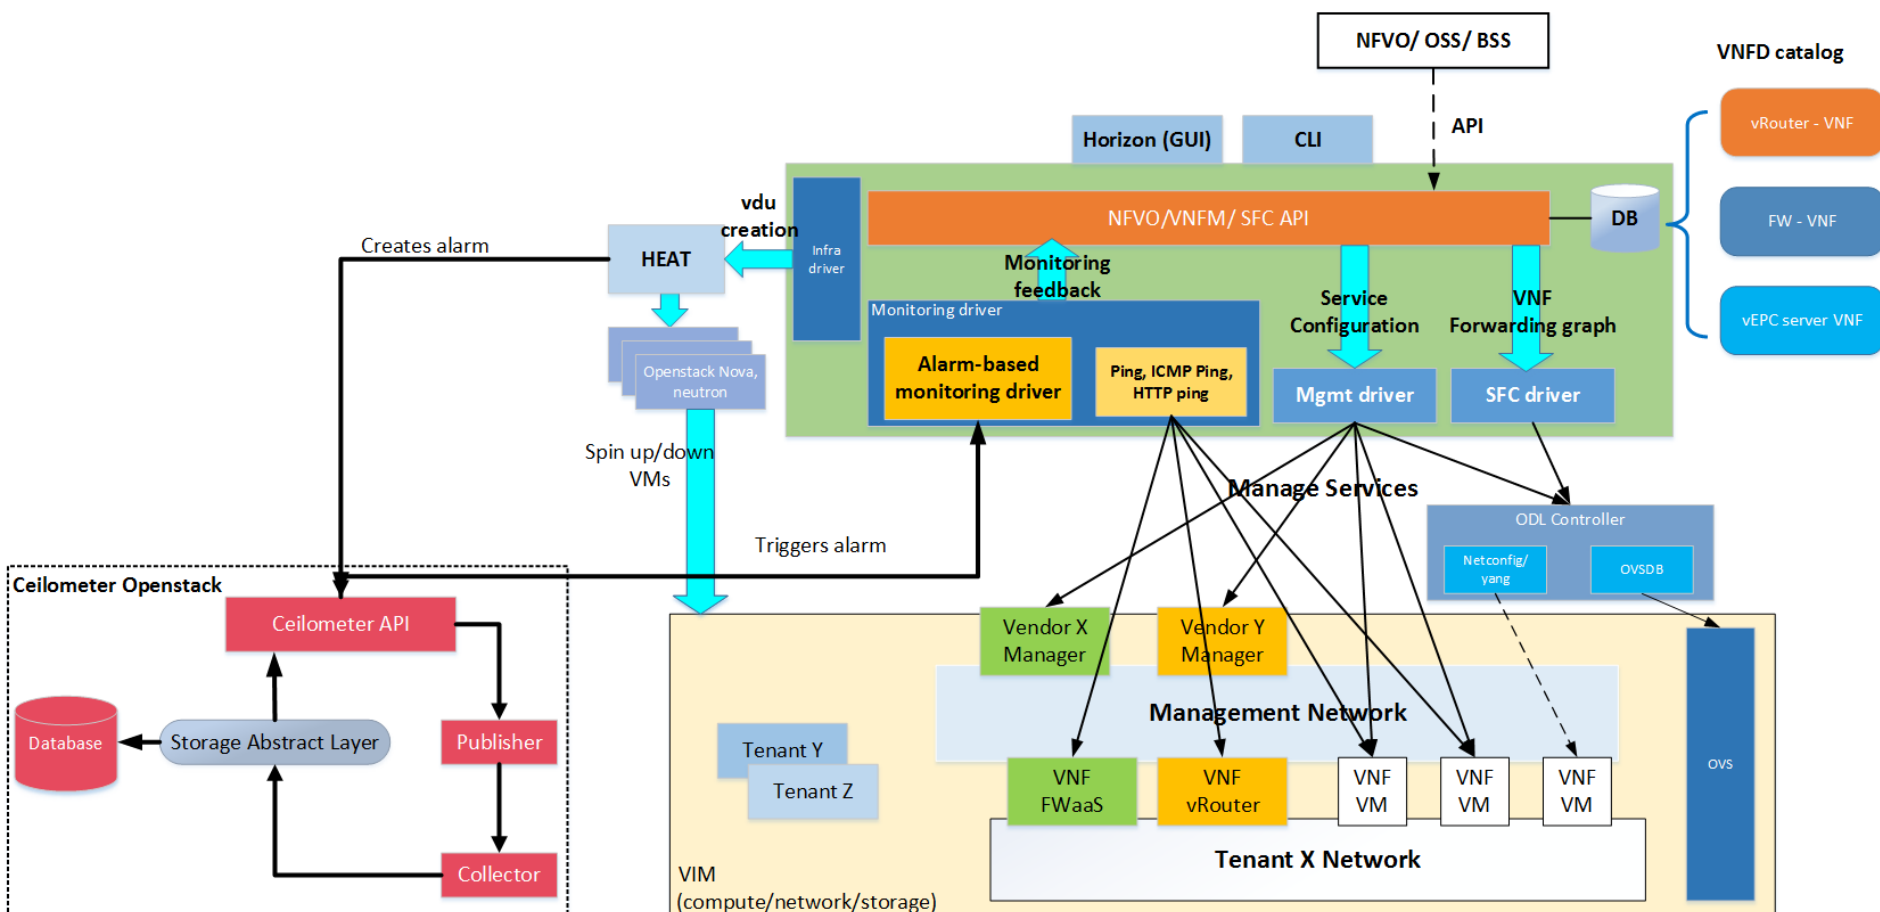 NFVO/ OSS/ BSS
VNFD catalog
vRouter - VNF
API
Horizon (GUI)
CLI
vdu
creation
NFVO/VNFM/ SFC API
DB
FW - VNF
Creates alarm
HEAT
Infra
driver
Monitoring
feedback
Service
Configuration
VNF
Forwarding graph
vEPC server VNF
Monitoring driver
Alarm-based
monitoring driver
Ping, ICMP Ping,
HTTP ping
Mgmt driver
SFC driver
Openstack Nova,
neutron
Spin up/down
VMs
Manage Services
ODL Controller
Netconfig/
yang
OVSDB
Triggers alarm
Ceilometer Openstack
Ceilometer API
Vendor X
Manager
Vendor Y
Manager
Management Network
Database
Storage Abstract Layer
Publisher
Tenant Y
Tenant Z
VNF
FWaaS
VNF
vRouter
VNF
VM
VNF
VM
VNF
VM
OVS
Tenant X Network
Collector
VIM
(compute/network/storage)